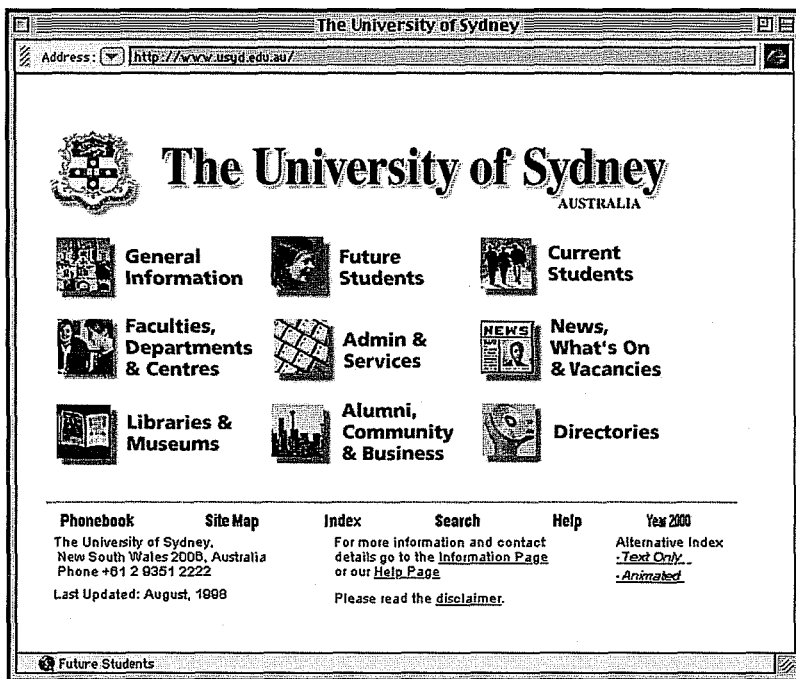 The University of Sydney
Address: http://www.usyd.edu.au/
The University of Sydney
AUSTRALIA
General
Information
Future
Students
Current
Students
Faculties,
Departments
& Centres
Admin &
Services
NEWS
News,
What's On
& Vacancies
Libraries &
Museums
Alumni,
Community
& Business
Directories
Phonebook Site Map Index Search Help Year 2000
The University of Sydney,
New South Wales 2006, Australia
Phone +61 2 9351 2222
Last Updated: August, 1998
For more information and contact
details go to the Information Page
or our Help Page
Please read the disclaimer.
Alternative Index
- Text Only
- Animated
Future Students